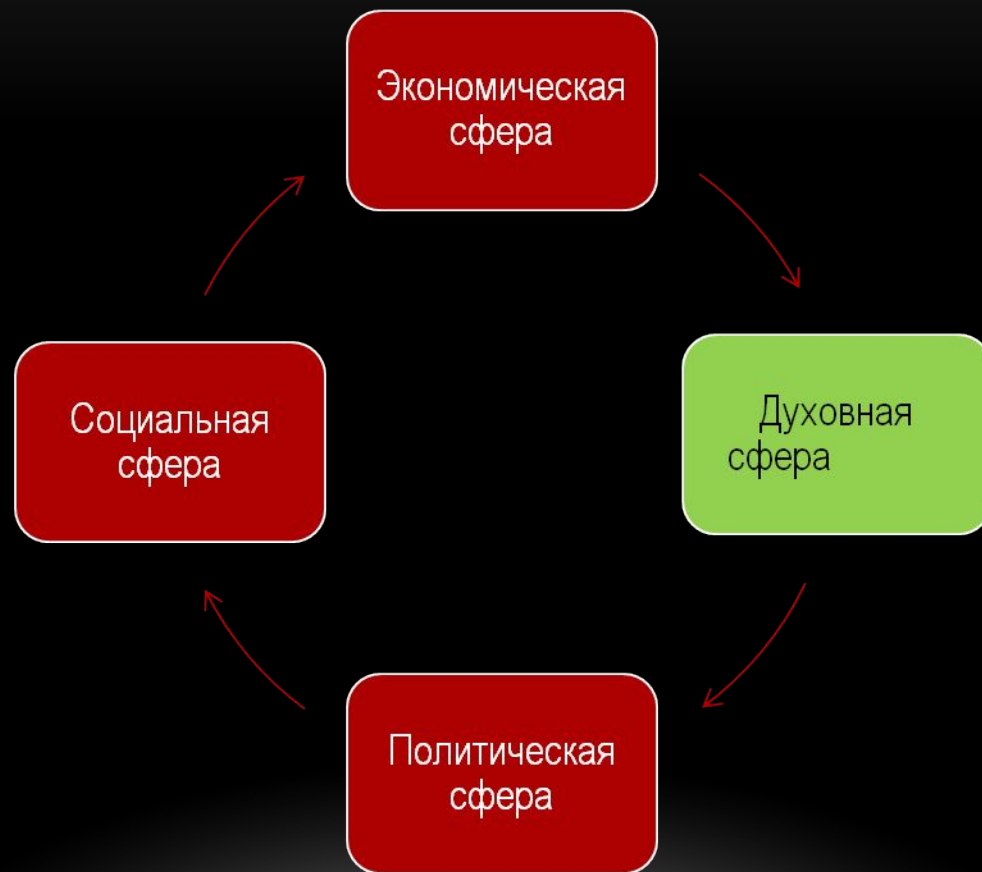 Экономическая
сфера
Духовная
сфера
Политическая
сфера
Социальная
сфера